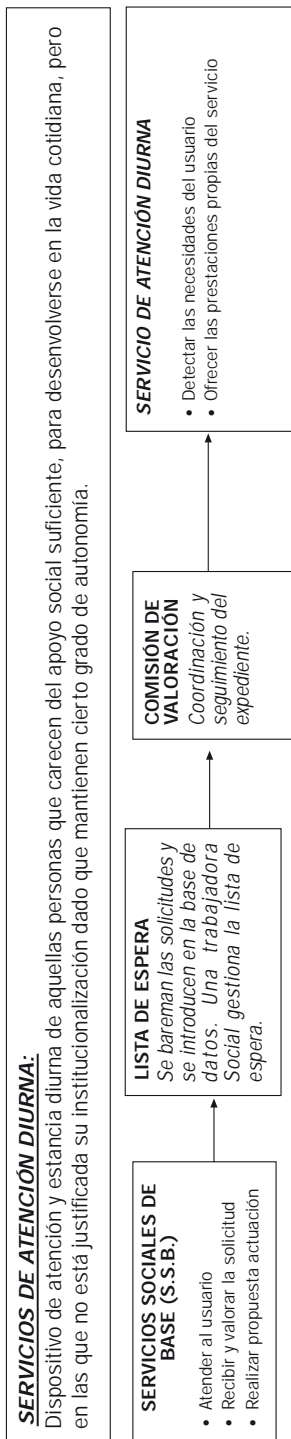 SERVICIOS DE ATENCIÓN DIURNA:
Dispositivo de atención y estancia diurna de aquellas personas que carecen del apoyo social suficiente, para desenvolverse en la vida cotidiana, pero
en las que no está justificada su institucionalización dado que mantienen cierto grado de autonomía.
SERVICIOS SOCIALES DE
BASE (S.S.B.)
• Atender al usuario
• Recibir y valorar la solicitud
• Realizar propuesta actuación
LISTA DE ESPERA
Se bareman las solicitudes y
se introducen en la base de
datos. Una trabajadora
Social gestiona la lista de
espera.
COMISIÓN DE
VALORACIÓN
Coordinación y
seguimiento del
expediente.
SERVICIO DE ATENCIÓN DIURNA
• Detectar las necesidades del usuario
• Ofrecer las prestaciones propias del servicio